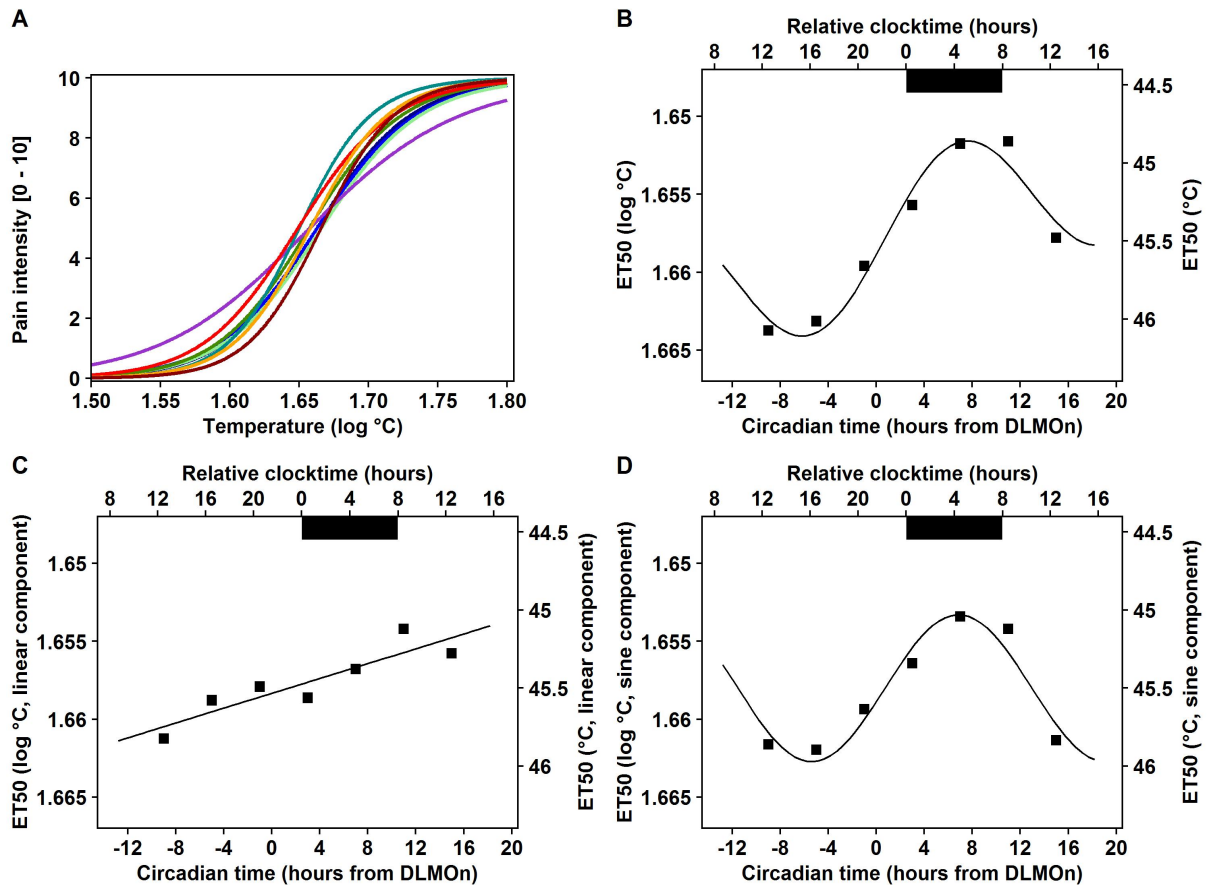 A
Pain intensity [0 - 10]
10
8
6
4
2
0
1.50 1.55 1.60 1.65 1.70 1.75 1.80
Temperature (log °C)
B
Relative clocktime (hours)
8 12 16 20 0 4 8 12 16
ET50 (log °C)
1.65
1.655
1.66
1.665
44.5
45
45.5
46
ET50 (°C)
-12 -8 -4 0 4 8 12 16 20
Circadian time (hours from DLMOn)
C
Relative clocktime (hours)
8 12 16 20 0 4 8 12 16
ET50 (log °C, linear component)
1.65
1.655
1.66
1.665
44.5
45
45.5
46
ET50 (°C, linear component)
-12 -8 -4 0 4 8 12 16 20
Circadian time (hours from DLMOn)
D
Relative clocktime (hours)
8 12 16 20 0 4 8 12 16
ET50 (log °C, sine component)
1.65
1.655
1.66
1.665
44.5
45
45.5
46
ET50 (°C, sine component)
-12 -8 -4 0 4 8 12 16 20
Circadian time (hours from DLMOn)